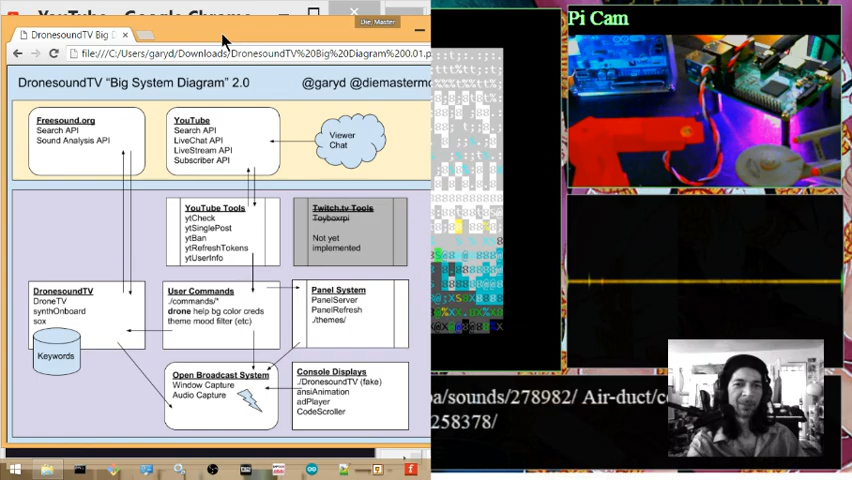 YouTube - Google Chrome
Die, Master
DronesoundTV Big D
file:///C:/Users/garyd/Downloads/DronesoundTV%20Big%20Diagram%200.01.p
DronesoundTV “Big System Diagram” 2.0
@garyd @diemastermo
Freesound.org
Search API
Sound Analysis API
YouTube
Search API
LiveChat API
LiveStream API
Subscriber API
Viewer
Chat
YouTube Tools
ytCheck
ytSinglePost
ytBan
ytRefreshTokens
ytUserInfo
Twitch.tv Tools
Toyboxrpi
Not yet
implemented
DronesoundTV
DroneTV
synthOnboard
sox
Keywords
User Commands
./commands/*
drone help bg color creds
theme mood filter (etc)
Panel System
PanelServer
PanelRefresh
./themes/
Open Broadcast System
Window Capture
Audio Capture
Console Displays
./DronesoundTV (fake)
ansiAnimation
adPlayer
CodeScroller
Pi Cam
pa/sounds/278982/ Air-duct/co
258378/